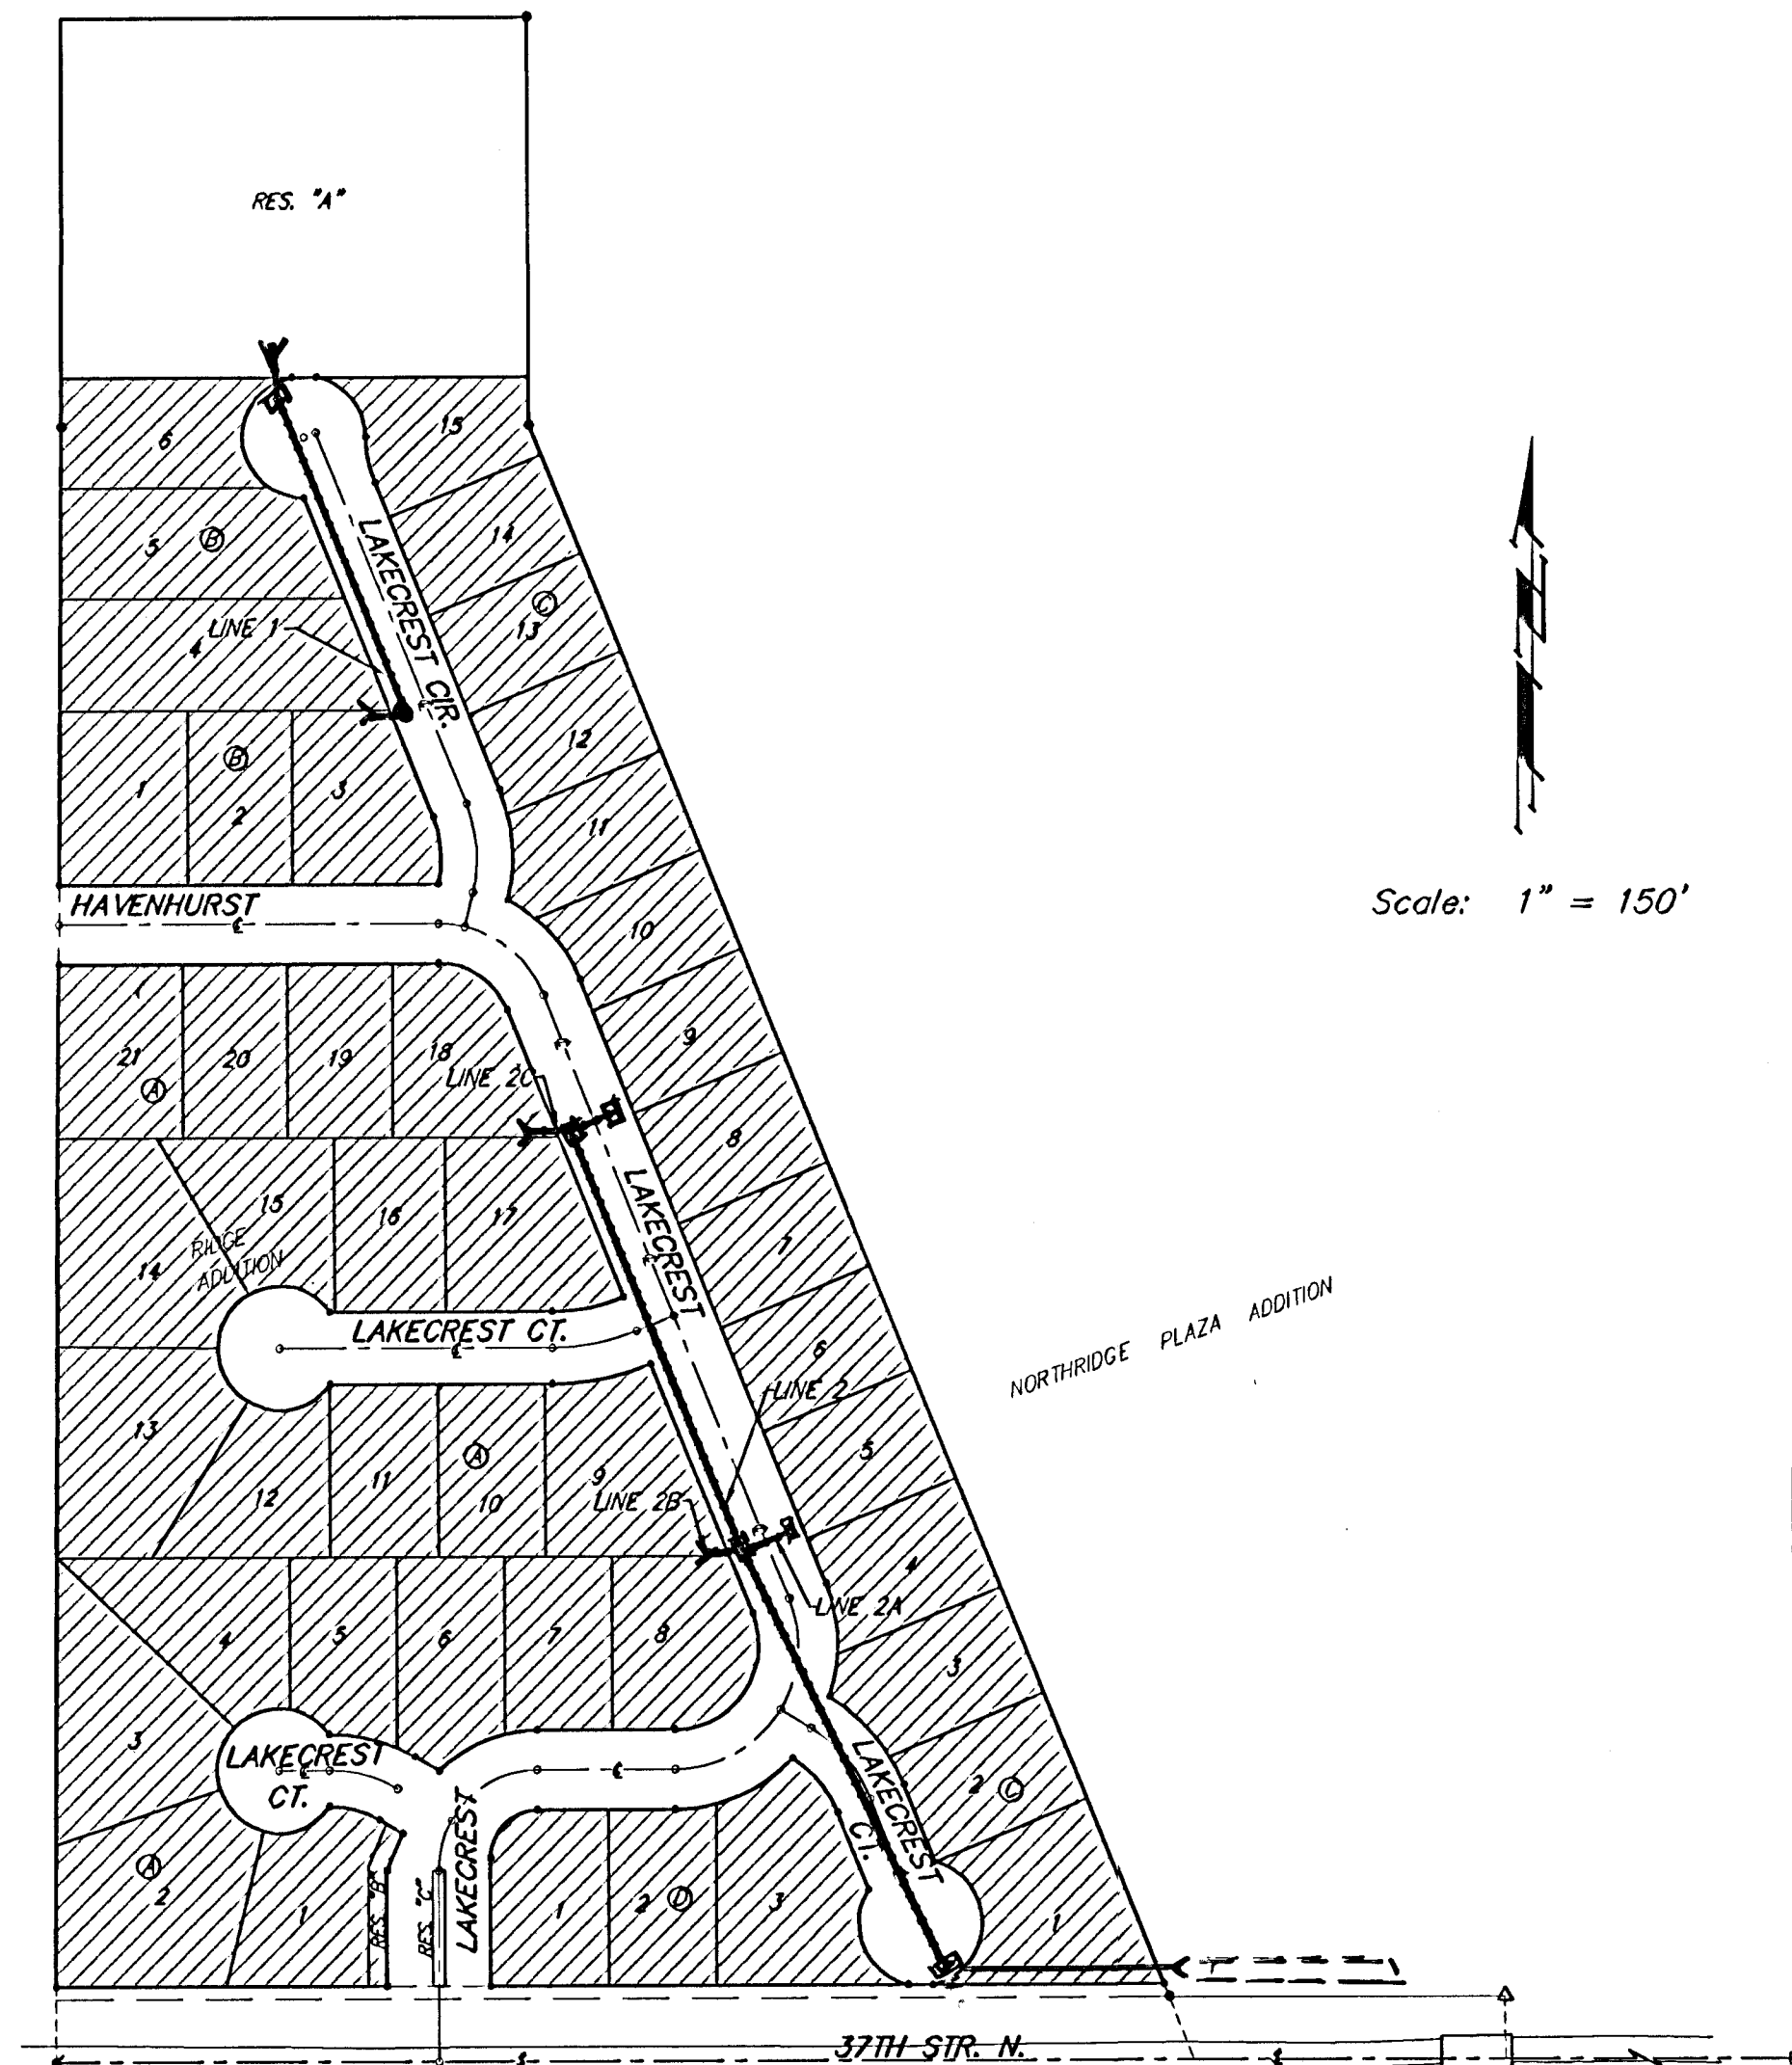 RES. "A"
6
15
5 B
14
C
13
LAKECREST CIR.
LINE 1
4
12
B
1
2
3
11
HAVENHURST
10
Scale: 1" = 150'
9
21
20
19
18
A
LINE 2C
8
15
16
17
LAKECREST
7
RIDGE
ADDITION
14
LAKECREST CT.
NORTHRIDGE PLAZA ADDITION
6
LINE 2
5
13
A
12
11
10
9
LINE 2B
4
LINE 2A
4
5
6
7
8
3
3
LAKECREST
CT.
LAKECREST
CT.
2 C
A
2
1
RES. "B"
RES. "C"
LAKECREST
1
2 D
3
1
37TH STR. N.